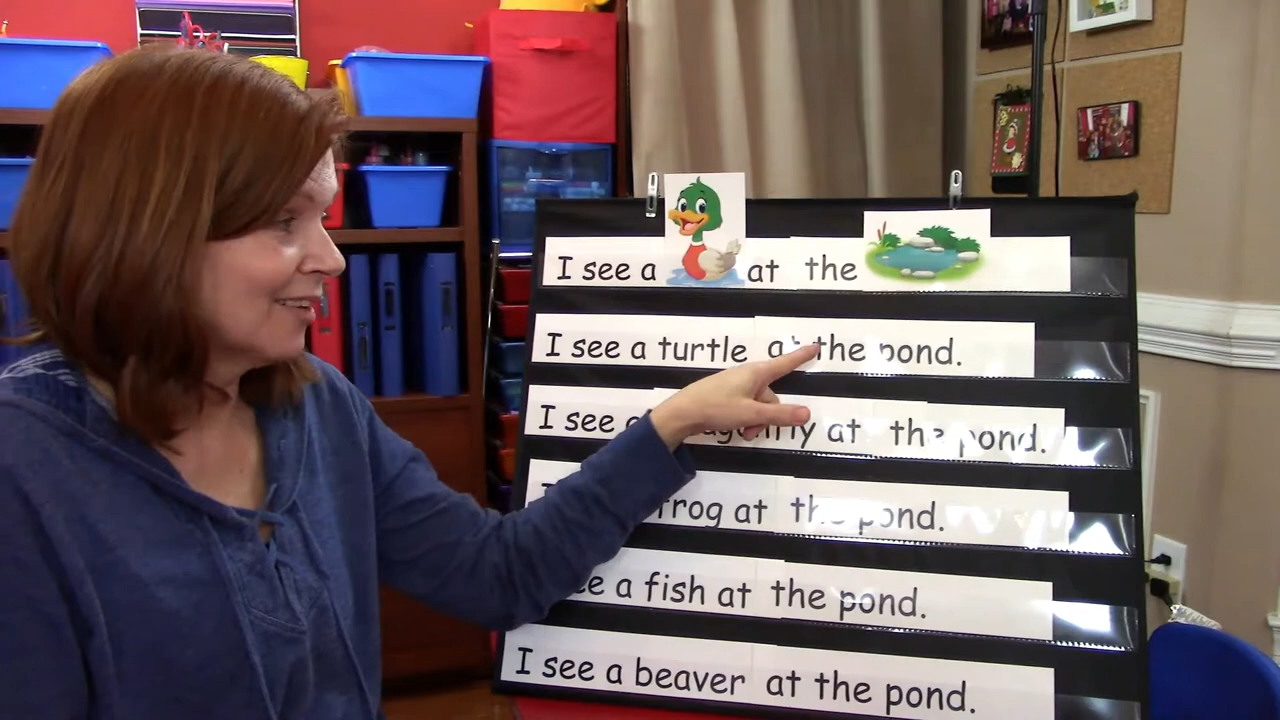 I see a at the
I see a turtle at the pond.
I see at the pond.
frog at the pond.
a fish at the pond.
I see a beaver at the pond.